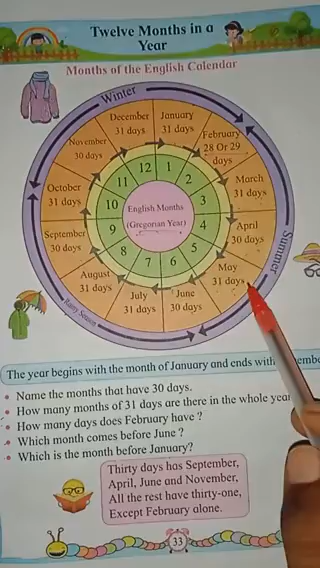 Twelve Months in a
Year
Months of the English Calendar
Winter
December
31 days
January
31 days
November
30 days
February
28 Or 29
days
October
31 days
March
31 days
September
30 days
April
30 days
August
31 days
May
31 days
July
31 days
June
30 days
12
1
11
2
10
3
9
4
8
5
7
6
English Months
(Gregorian Year)
Summer
Rainy Season
The year begins with the month of January and ends with
Name the months that have 30 days.
How many months of 31 days are there in the whole year
How many days does February have ?
Which month comes before June ?
Which is the month before January?
Thirty days has September,
April, June and November,
All the rest have thirty-one,
Except February alone.
33